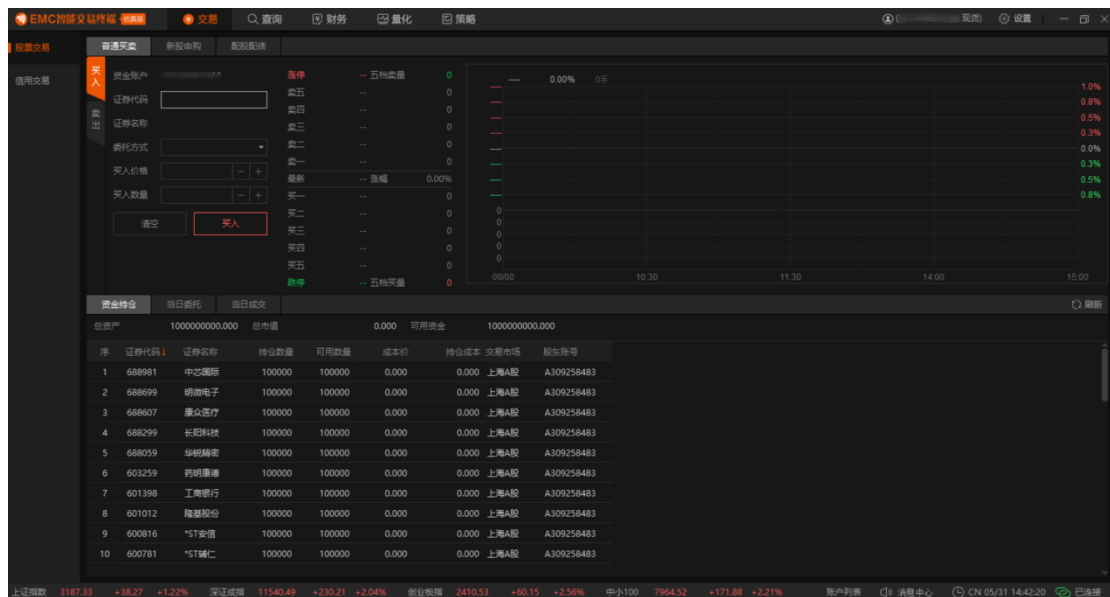 EMC智能交易终端 仿真版 交易 查询 财务 量化 策略 现货) 设置
股票交易 普通买卖 新股申购 配股配债
信用交易
买入
卖出
资金账户
证券代码
证券名称
委托方式
买入价格 − +
买入数量 − +
清空 买入
涨停 -- 五档卖量 0
卖五 -- 0
卖四 -- 0
卖三 -- 0
卖二 -- 0
卖一 -- 0
最新 -- 涨幅 0.00%
买一 -- 0
买二 -- 0
买三 -- 0
买四 -- 0
买五 -- 0
跌停 -- 五档买量 0
0.00% 0手
1.0%
0.8%
0.5%
0.3%
0.0%
0.3%
0.5%
0.8%
0
0
0
0
0
00/00 10:30 11:30 14:00 15:00
资金持仓 当日委托 当日成交 刷新
总资产 1000000000.000 总市值 0.000 可用资金 1000000000.000
序 证券代码↓ 证券名称 持仓数量 可用数量 成本价 持仓成本 交易市场 股东账号
1 688981 中芯国际 100000 100000 0.000 0.000 上海A股 A309258483
2 688699 明微电子 100000 100000 0.000 0.000 上海A股 A309258483
3 688607 康众医疗 100000 100000 0.000 0.000 上海A股 A309258483
4 688299 长阳科技 100000 100000 0.000 0.000 上海A股 A309258483
5 688059 华锐精密 100000 100000 0.000 0.000 上海A股 A309258483
6 603259 药明康德 100000 100000 0.000 0.000 上海A股 A309258483
7 601398 工商银行 100000 100000 0.000 0.000 上海A股 A309258483
8 601012 隆基股份 100000 100000 0.000 0.000 上海A股 A309258483
9 600816 *ST安信 100000 100000 0.000 0.000 上海A股 A309258483
10 600781 *ST辅仁 100000 100000 0.000 0.000 上海A股 A309258483
上证指数 3187.33 +38.27 +1.22% 深证成指 11540.49 +230.21 +2.04% 创业板指 2410.53 +60.15 +2.56% 中小100 7964.52 +171.88 +2.21% 账户列表 消息中心 CN 05/31 14:42:20 已连接